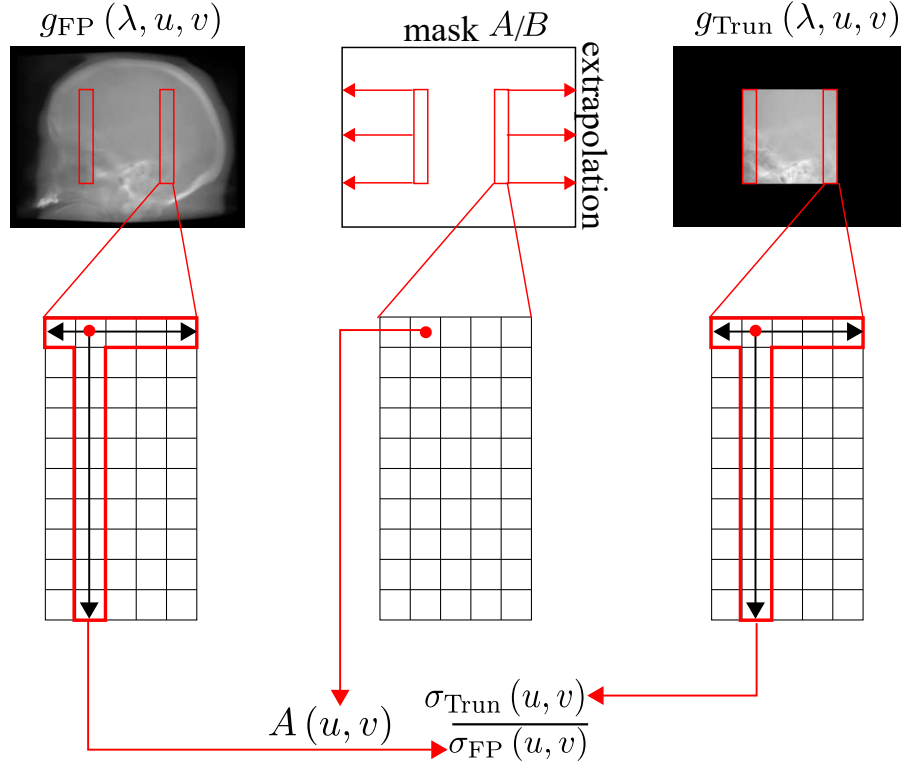 g_FP (λ, u, v)
mask A/B
g_Trun (λ, u, v)
extrapolation
A (u, v)
σ_Trun (u, v)
σ_FP (u, v)